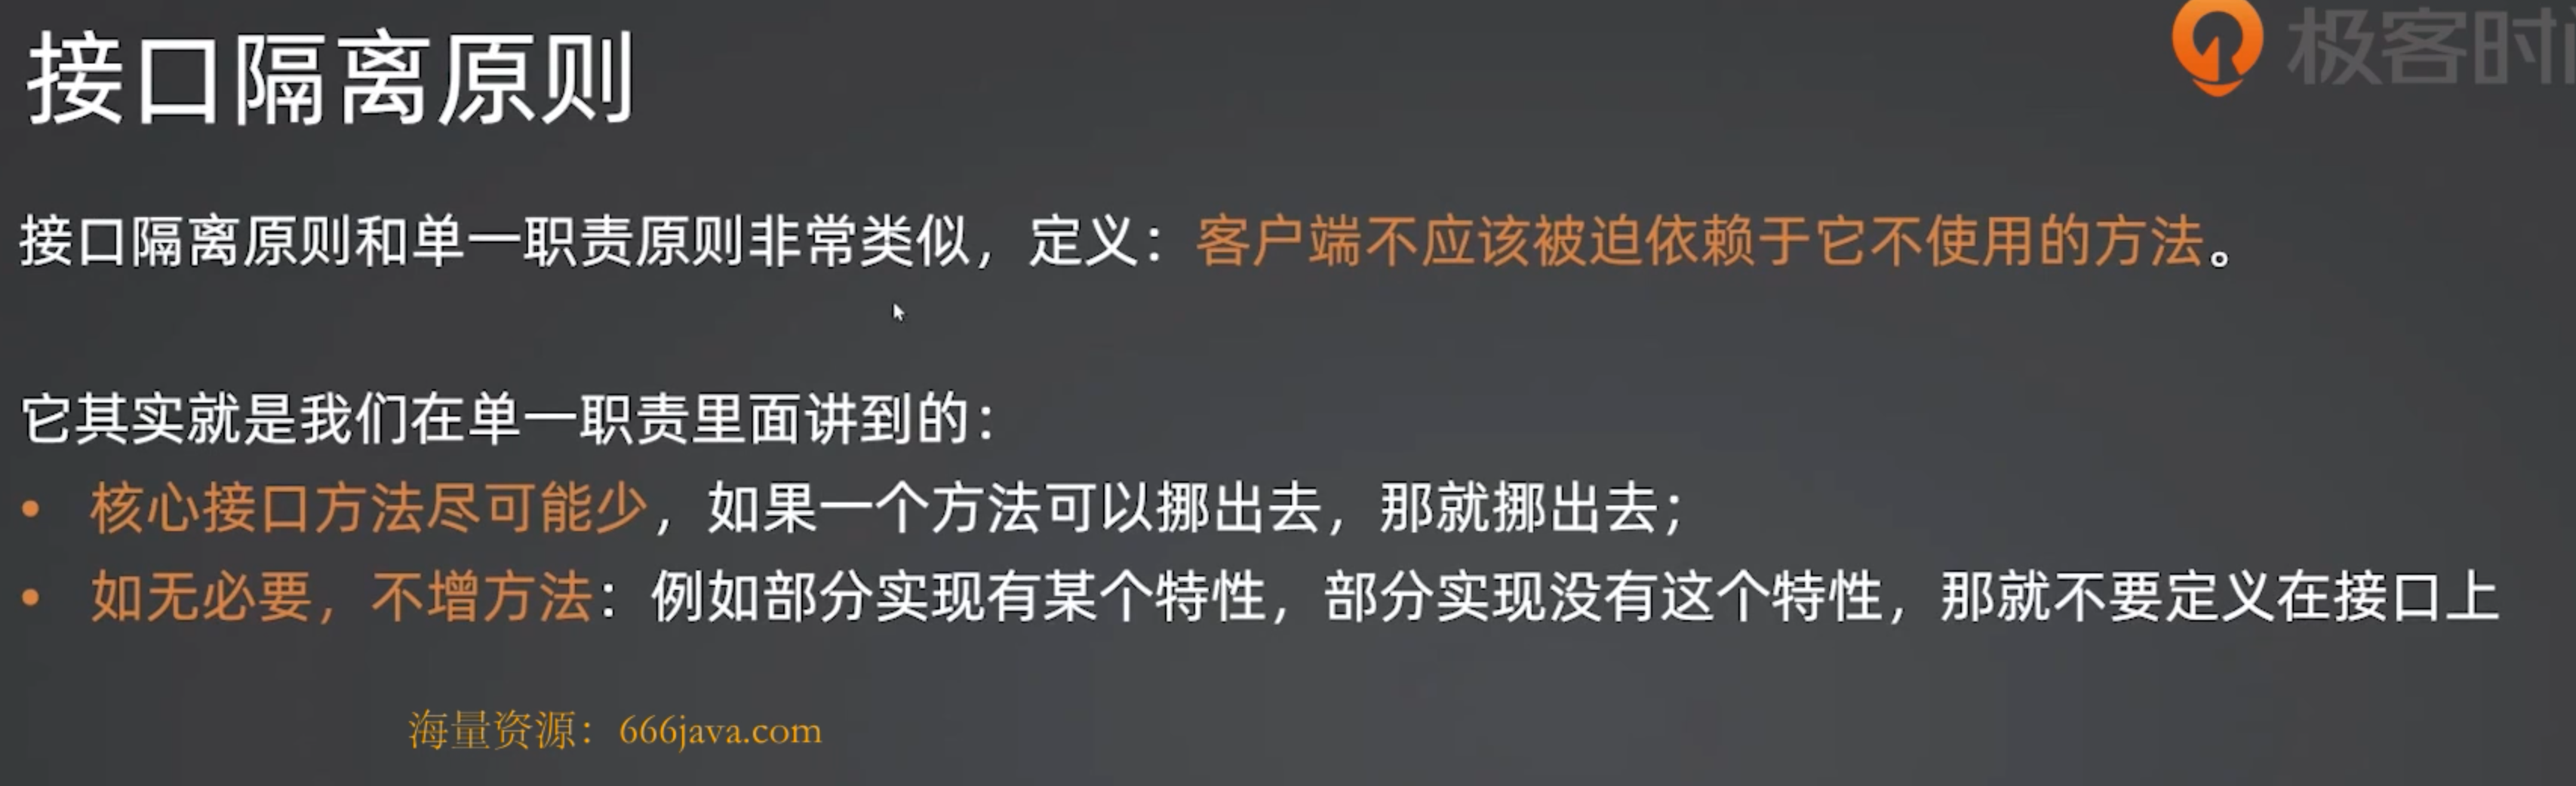 接口隔离原则
极客时间
接口隔离原则和单一职责原则非常类似，定义：客户端不应该被迫依赖于它不使用的方法。
它其实就是我们在单一职责里面讲到的：
• 核心接口方法尽可能少，如果一个方法可以挪出去，那就挪出去；
• 如无必要，不增方法：例如部分实现有某个特性，部分实现没有这个特性，那就不要定义在接口上
海量资源：666java.com